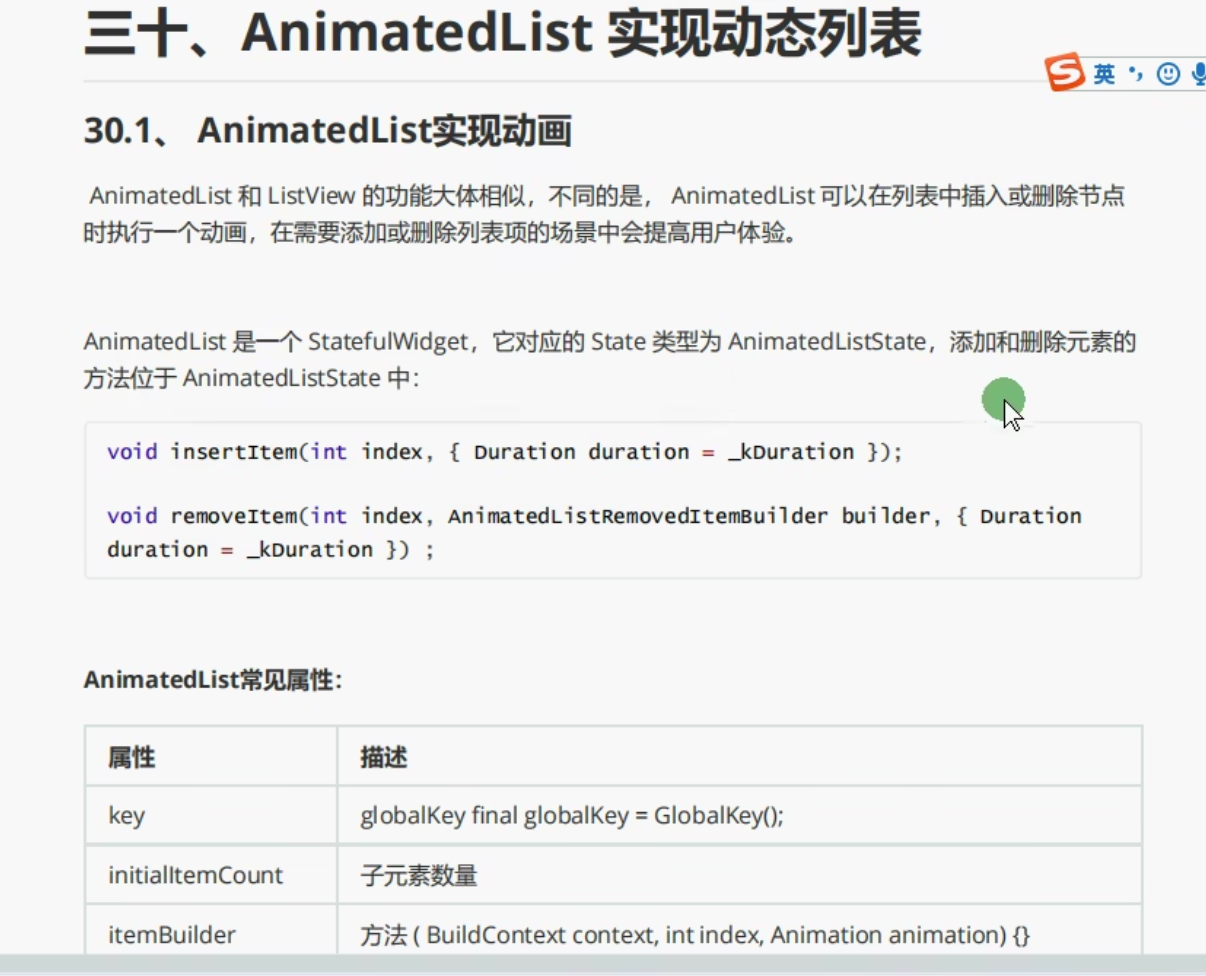 三十、AnimatedList 实现动态列表
英
30.1、 AnimatedList实现动画
AnimatedList 和 ListView 的功能大体相似，不同的是， AnimatedList 可以在列表中插入或删除节点
时执行一个动画，在需要添加或删除列表项的场景中会提高用户体验。
AnimatedList 是一个 StatefulWidget，它对应的 State 类型为 AnimatedListState，添加和删除元素的
方法位于 AnimatedListState 中：
void insertItem(int index, { Duration duration = _kDuration });
void removeItem(int index, AnimatedListRemovedItemBuilder builder, { Duration
duration = _kDuration }) ;
AnimatedList常见属性：
属性 描述
key globalKey final globalKey = GlobalKey();
initialItemCount 子元素数量
itemBuilder 方法 ( BuildContext context, int index, Animation animation) {}